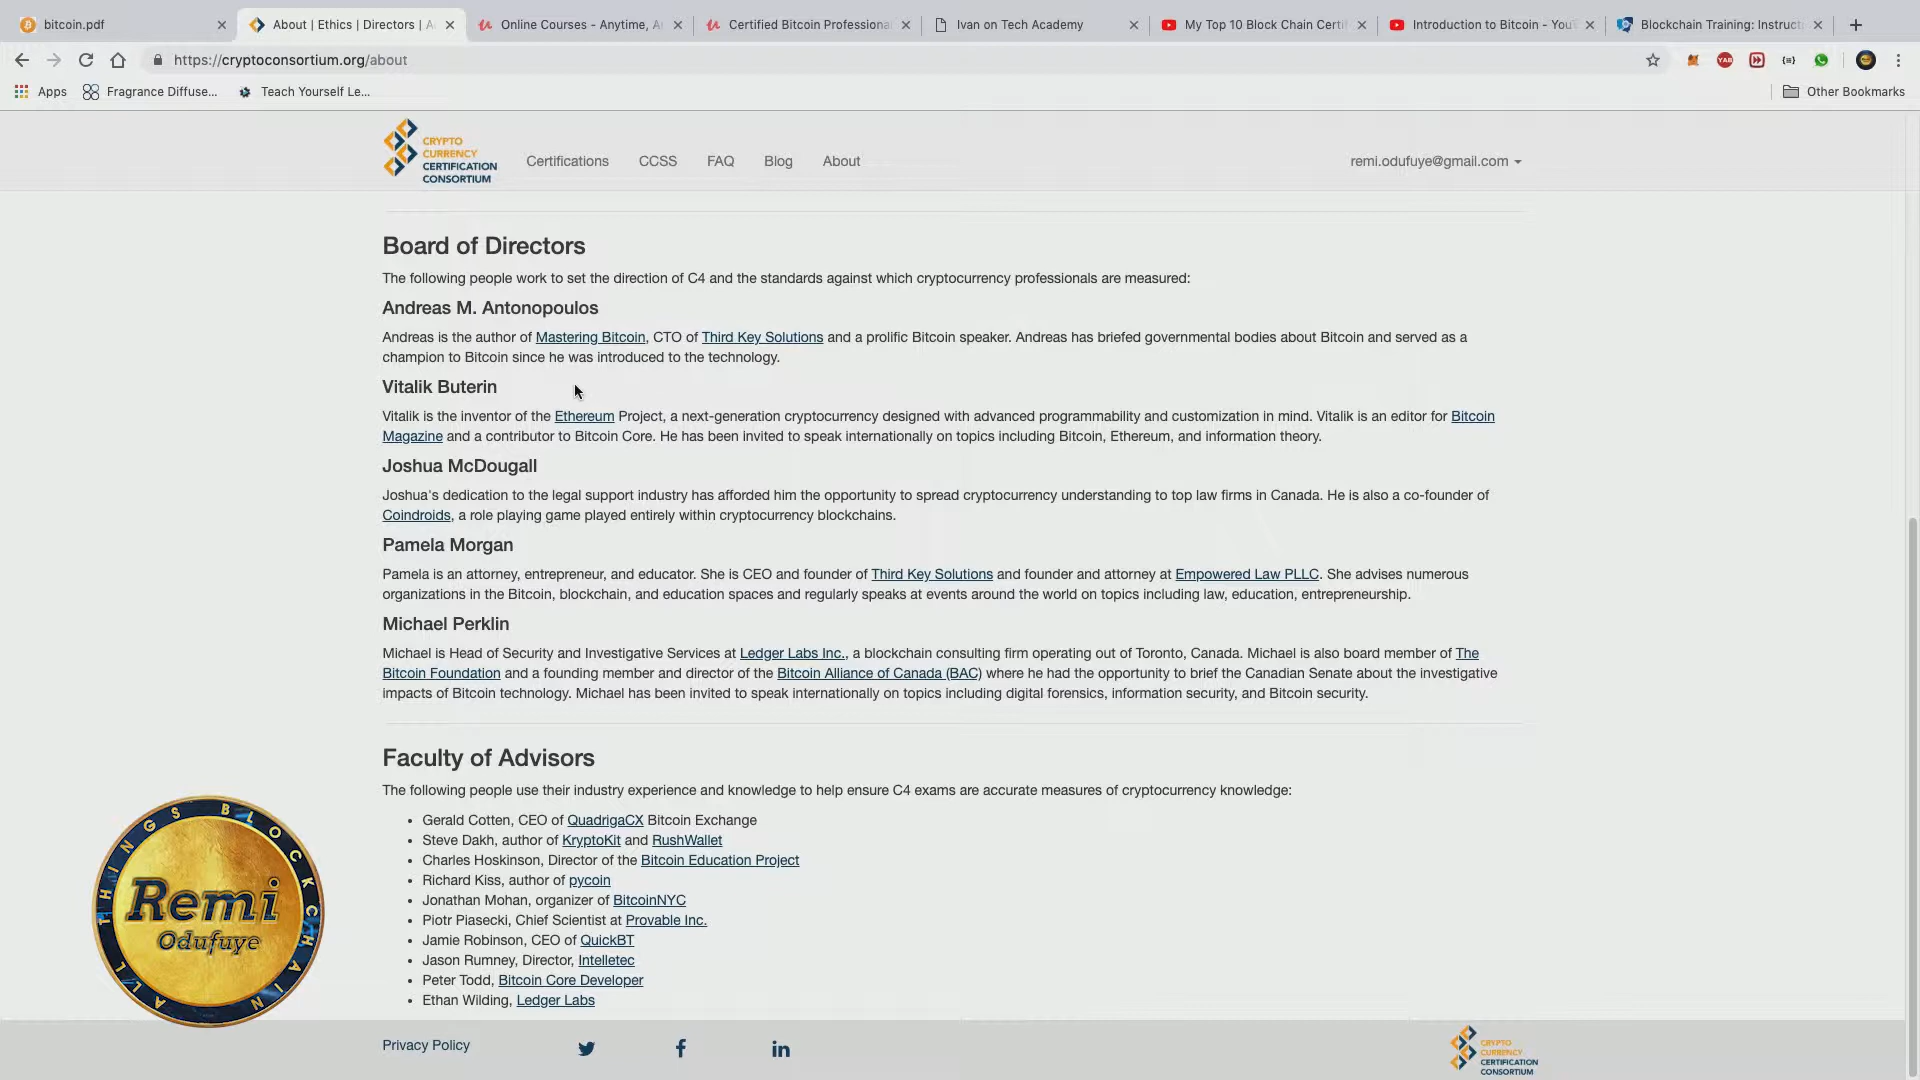 bitcoin.pdf
About | Ethics | Directors | A
Online Courses - Anytime, A
Certified Bitcoin Professiona
Ivan on Tech Academy
My Top 10 Block Chain Certif
Introduction to Bitcoin - YouT
Blockchain Training: Instruct
https://cryptoconsortium.org/about
YAB
Apps
Fragrance Diffuse...
Teach Yourself Le...
Other Bookmarks
CRYPTO
CURRENCY
CERTIFICATION
CONSORTIUM
Certifications
CCSS
FAQ
Blog
About
remi.odufuye@gmail.com
Board of Directors
The following people work to set the direction of C4 and the standards against which cryptocurrency professionals are measured:
Andreas M. Antonopoulos
Andreas is the author of Mastering Bitcoin, CTO of Third Key Solutions and a prolific Bitcoin speaker. Andreas has briefed governmental bodies about Bitcoin and served as a
champion to Bitcoin since he was introduced to the technology.
Vitalik Buterin
Vitalik is the inventor of the Ethereum Project, a next-generation cryptocurrency designed with advanced programmability and customization in mind. Vitalik is an editor for Bitcoin
Magazine and a contributor to Bitcoin Core. He has been invited to speak internationally on topics including Bitcoin, Ethereum, and information theory.
Joshua McDougall
Joshua's dedication to the legal support industry has afforded him the opportunity to spread cryptocurrency understanding to top law firms in Canada. He is also a co-founder of
Coindroids, a role playing game played entirely within cryptocurrency blockchains.
Pamela Morgan
Pamela is an attorney, entrepreneur, and educator. She is CEO and founder of Third Key Solutions and founder and attorney at Empowered Law PLLC. She advises numerous
organizations in the Bitcoin, blockchain, and education spaces and regularly speaks at events around the world on topics including law, education, entrepreneurship.
Michael Perklin
Michael is Head of Security and Investigative Services at Ledger Labs Inc., a blockchain consulting firm operating out of Toronto, Canada. Michael is also board member of The
Bitcoin Foundation and a founding member and director of the Bitcoin Alliance of Canada (BAC) where he had the opportunity to brief the Canadian Senate about the investigative
impacts of Bitcoin technology. Michael has been invited to speak internationally on topics including digital forensics, information security, and Bitcoin security.
Faculty of Advisors
The following people use their industry experience and knowledge to help ensure C4 exams are accurate measures of cryptocurrency knowledge:
• Gerald Cotten, CEO of QuadrigaCX Bitcoin Exchange
• Steve Dakh, author of KryptoKit and RushWallet
• Charles Hoskinson, Director of the Bitcoin Education Project
• Richard Kiss, author of pycoin
• Jonathan Mohan, organizer of BitcoinNYC
• Piotr Piasecki, Chief Scientist at Provable Inc.
• Jamie Robinson, CEO of QuickBT
• Jason Rumney, Director, Intelletec
• Peter Todd, Bitcoin Core Developer
• Ethan Wilding, Ledger Labs
ALL THINGS BLOCKCHAIN
Remi
Odufuye
Privacy Policy
CRYPTO
CURRENCY
CERTIFICATION
CONSORTIUM